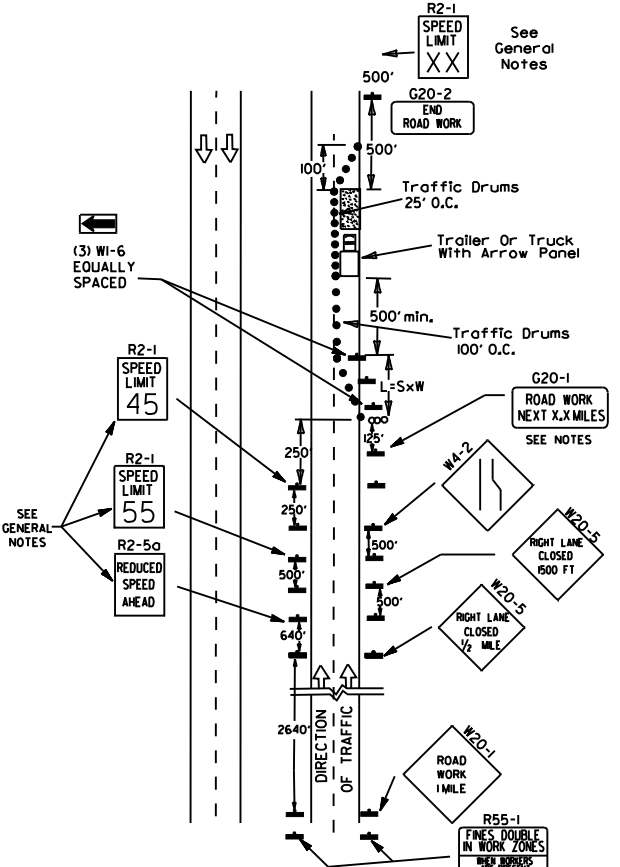 R2-1
SPEED
LIMIT
XX
See
General
Notes
500'
G20-2
END
ROAD WORK
500'
100'
Traffic Drums
25' O.C.
Trailer Or Truck
With Arrow Panel
(3) W1-6
EQUALLY
SPACED
500' min.
Traffic Drums
100' O.C.
R2-1
SPEED
LIMIT
45
L=SxW
G20-1
ROAD WORK
NEXT X.X MILES
SEE NOTES
125'
250'
250'
W4-2
R2-1
SPEED
LIMIT
55
SEE
GENERAL
NOTES
500'
500'
W20-5
RIGHT LANE
CLOSED
1500 FT
R2-5a
REDUCED
SPEED
AHEAD
500'
640'
W20-5
RIGHT LANE
CLOSED
1/2 MILE
2640'
DIRECTION
OF TRAFFIC
W20-1
ROAD
WORK
1 MILE
R55-1
FINES DOUBLE
IN WORK ZONES
WHEN WORKERS